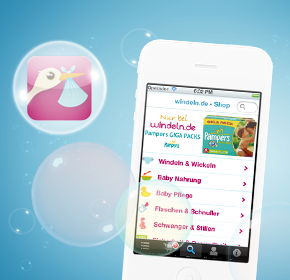 6:02 PM
windeln.de - Shop
Nur bei
windeln.de
Pampers GIGA PACKS
Pampers
Windeln & Wickeln
Baby Nahrung
Baby Pflege
Flaschen & Schnuller
Schwanger & Stillen